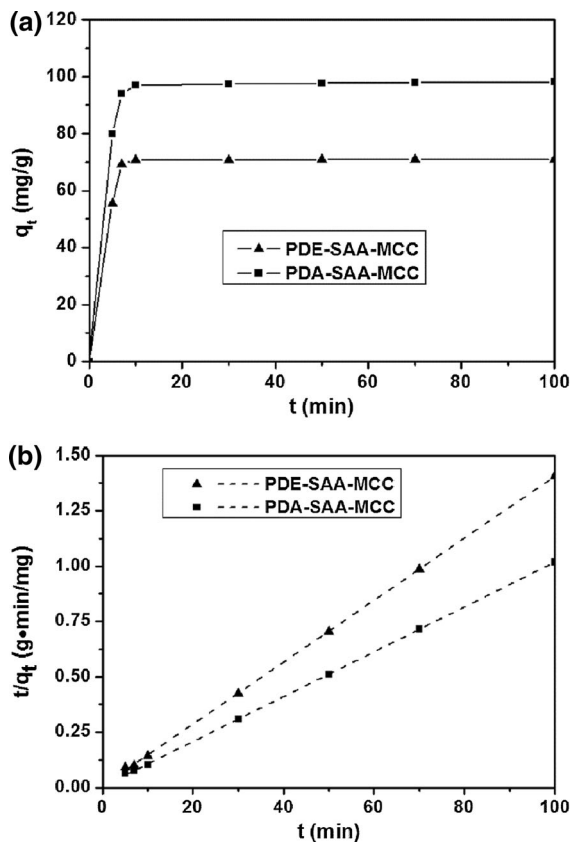 (a)
120
100
80
60
40
20
0
qt (mg/g)
PDE-SAA-MCC
PDA-SAA-MCC
0 20 40 60 80 100
t (min)
(b)
1.50
1.25
1.00
0.75
0.50
0.25
0.00
t/qt (g•min/mg)
PDE-SAA-MCC
PDA-SAA-MCC
0 20 40 60 80 100
t (min)